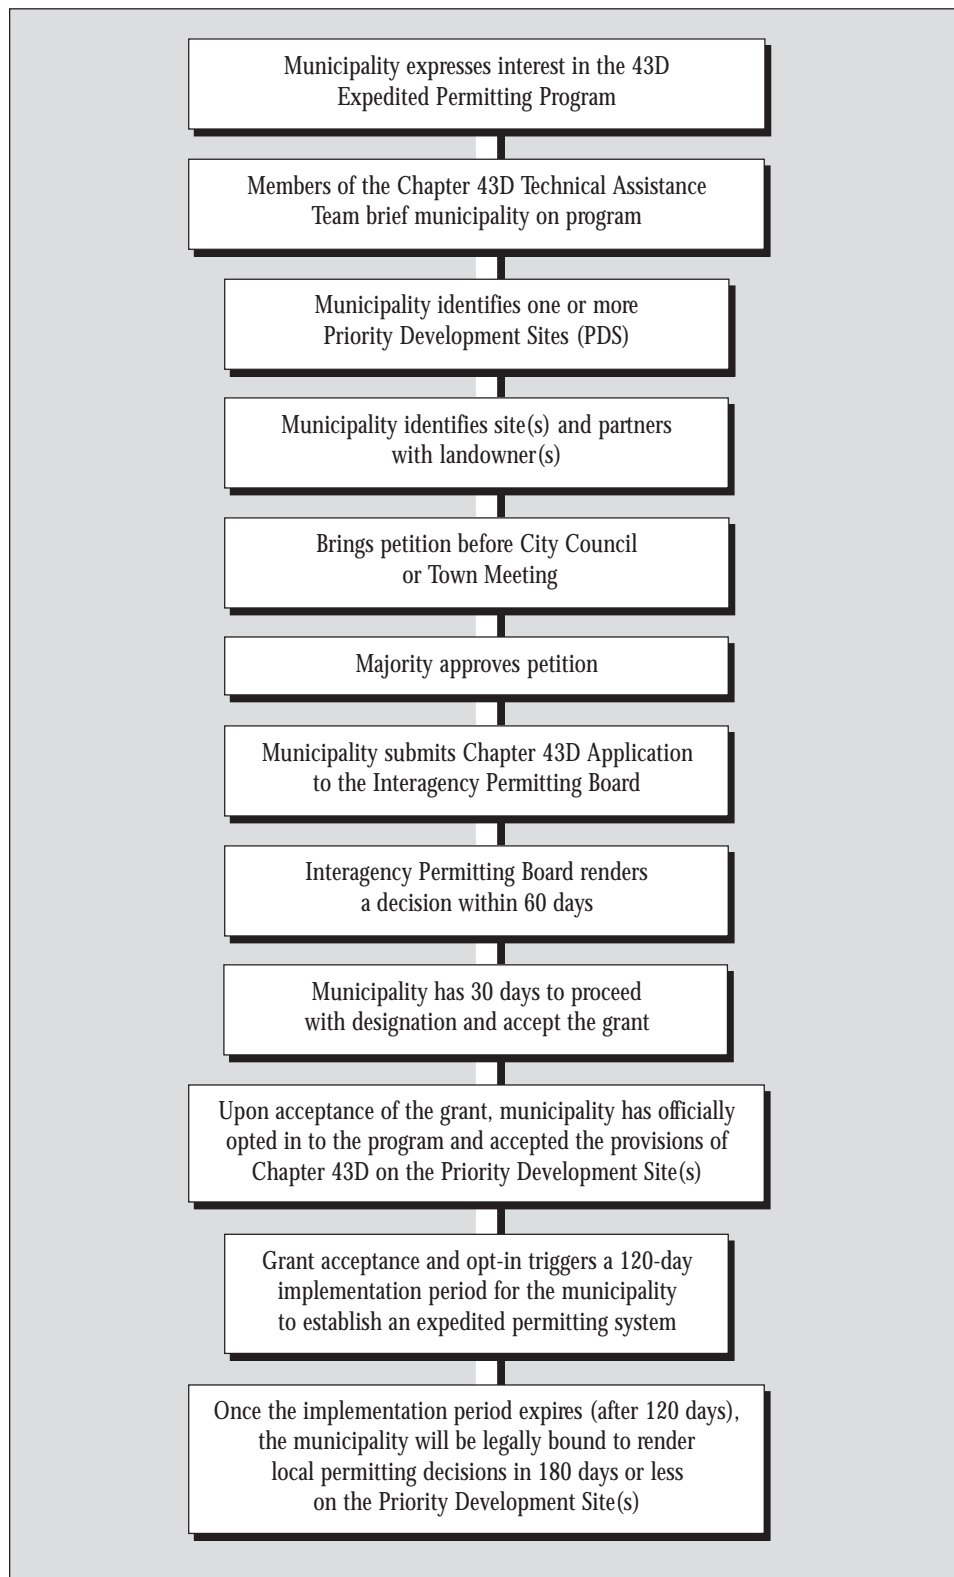 Municipality expresses interest in the 43D
Expedited Permitting Program
Members of the Chapter 43D Technical Assistance
Team brief municipality on program
Municipality identifies one or more
Priority Development Sites (PDS)
Municipality identifies site(s) and partners
with landowner(s)
Brings petition before City Council
or Town Meeting
Majority approves petition
Municipality submits Chapter 43D Application
to the Interagency Permitting Board
Interagency Permitting Board renders
a decision within 60 days
Municipality has 30 days to proceed
with designation and accept the grant
Upon acceptance of the grant, municipality has officially
opted in to the program and accepted the provisions of
Chapter 43D on the Priority Development Site(s)
Grant acceptance and opt-in triggers a 120-day
implementation period for the municipality
to establish an expedited permitting system
Once the implementation period expires (after 120 days),
the municipality will be legally bound to render
local permitting decisions in 180 days or less
on the Priority Development Site(s)